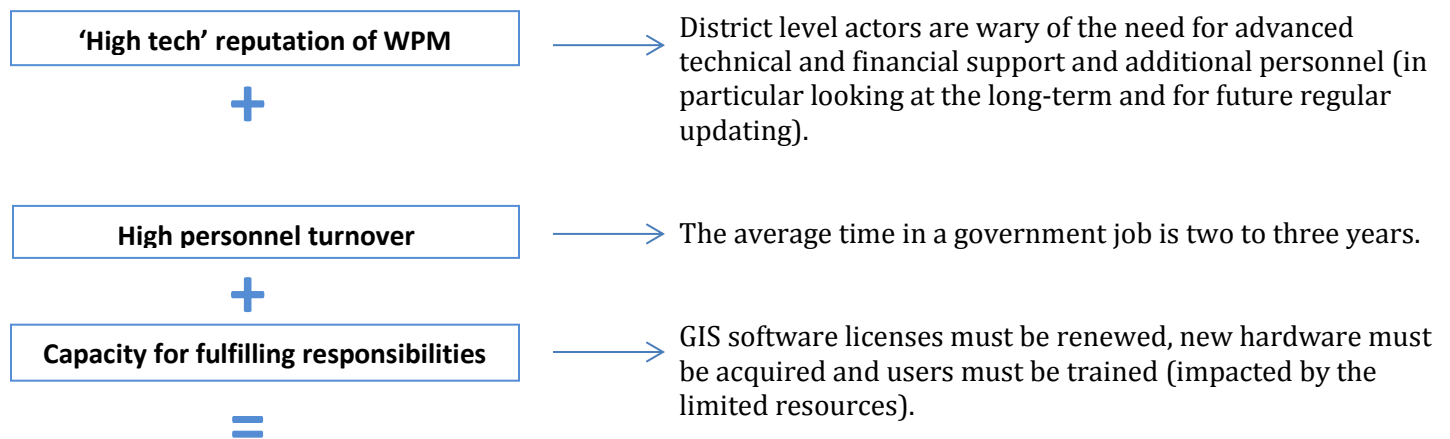 ‘High tech’ reputation of WPM
District level actors are wary of the need for advanced
technical and financial support and additional personnel (in
particular looking at the long-term and for future regular
updating).
+
High personnel turnover
The average time in a government job is two to three years.
+
Capacity for fulfilling responsibilities
GIS software licenses must be renewed, new hardware must
be acquired and users must be trained (impacted by the
limited resources).
=